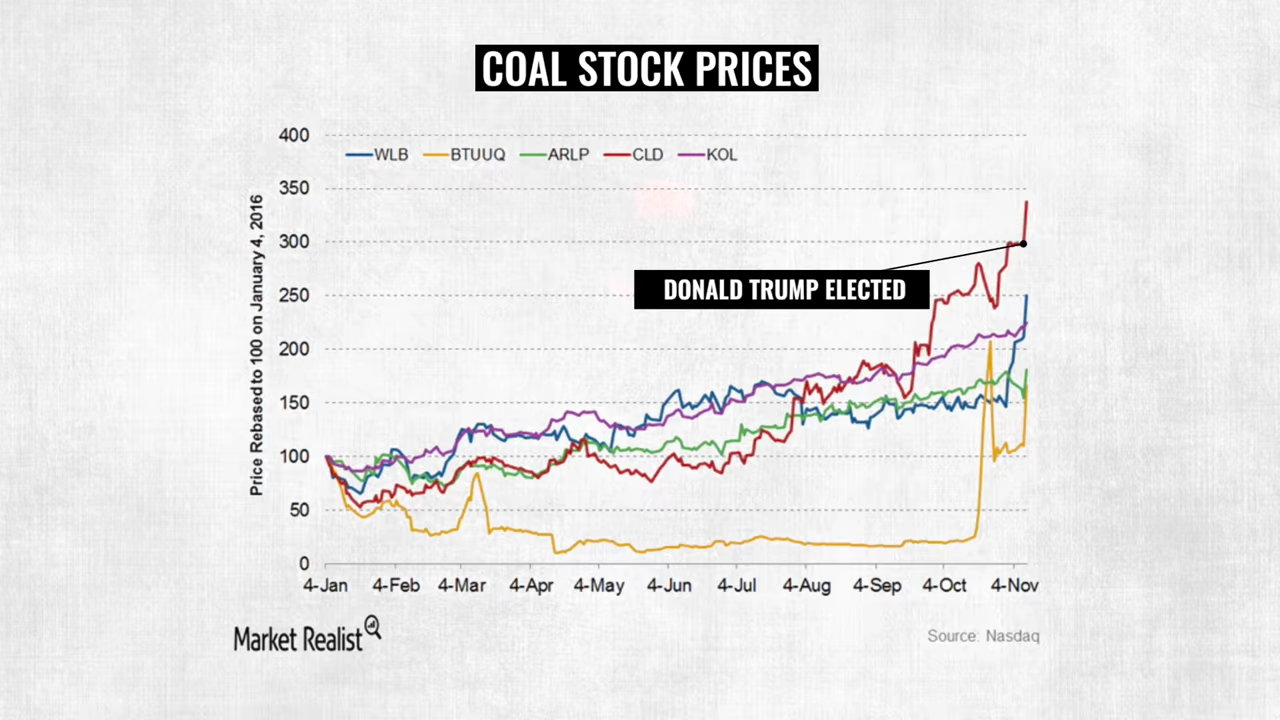 COAL STOCK PRICES
400
WLB BTUUQ ARLP CLD KOL
350
300
250
200
150
100
50
0
Price Rebased to 100 on January 4, 2016
DONALD TRUMP ELECTED
4-Jan 4-Feb 4-Mar 4-Apr 4-May 4-Jun 4-Jul 4-Aug 4-Sep 4-Oct 4-Nov
Market Realist
Source: Nasdaq